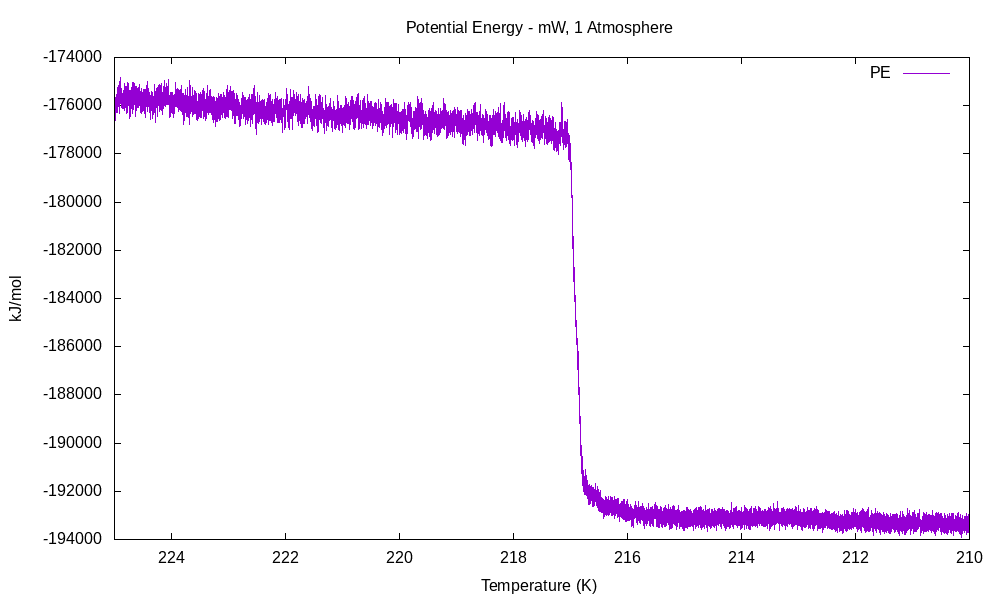 Potential Energy - mW, 1 Atmosphere
PE
kJ/mol
-174000
-176000
-178000
-180000
-182000
-184000
-186000
-188000
-190000
-192000
-194000
224 222 220 218 216 214 212 210
Temperature (K)